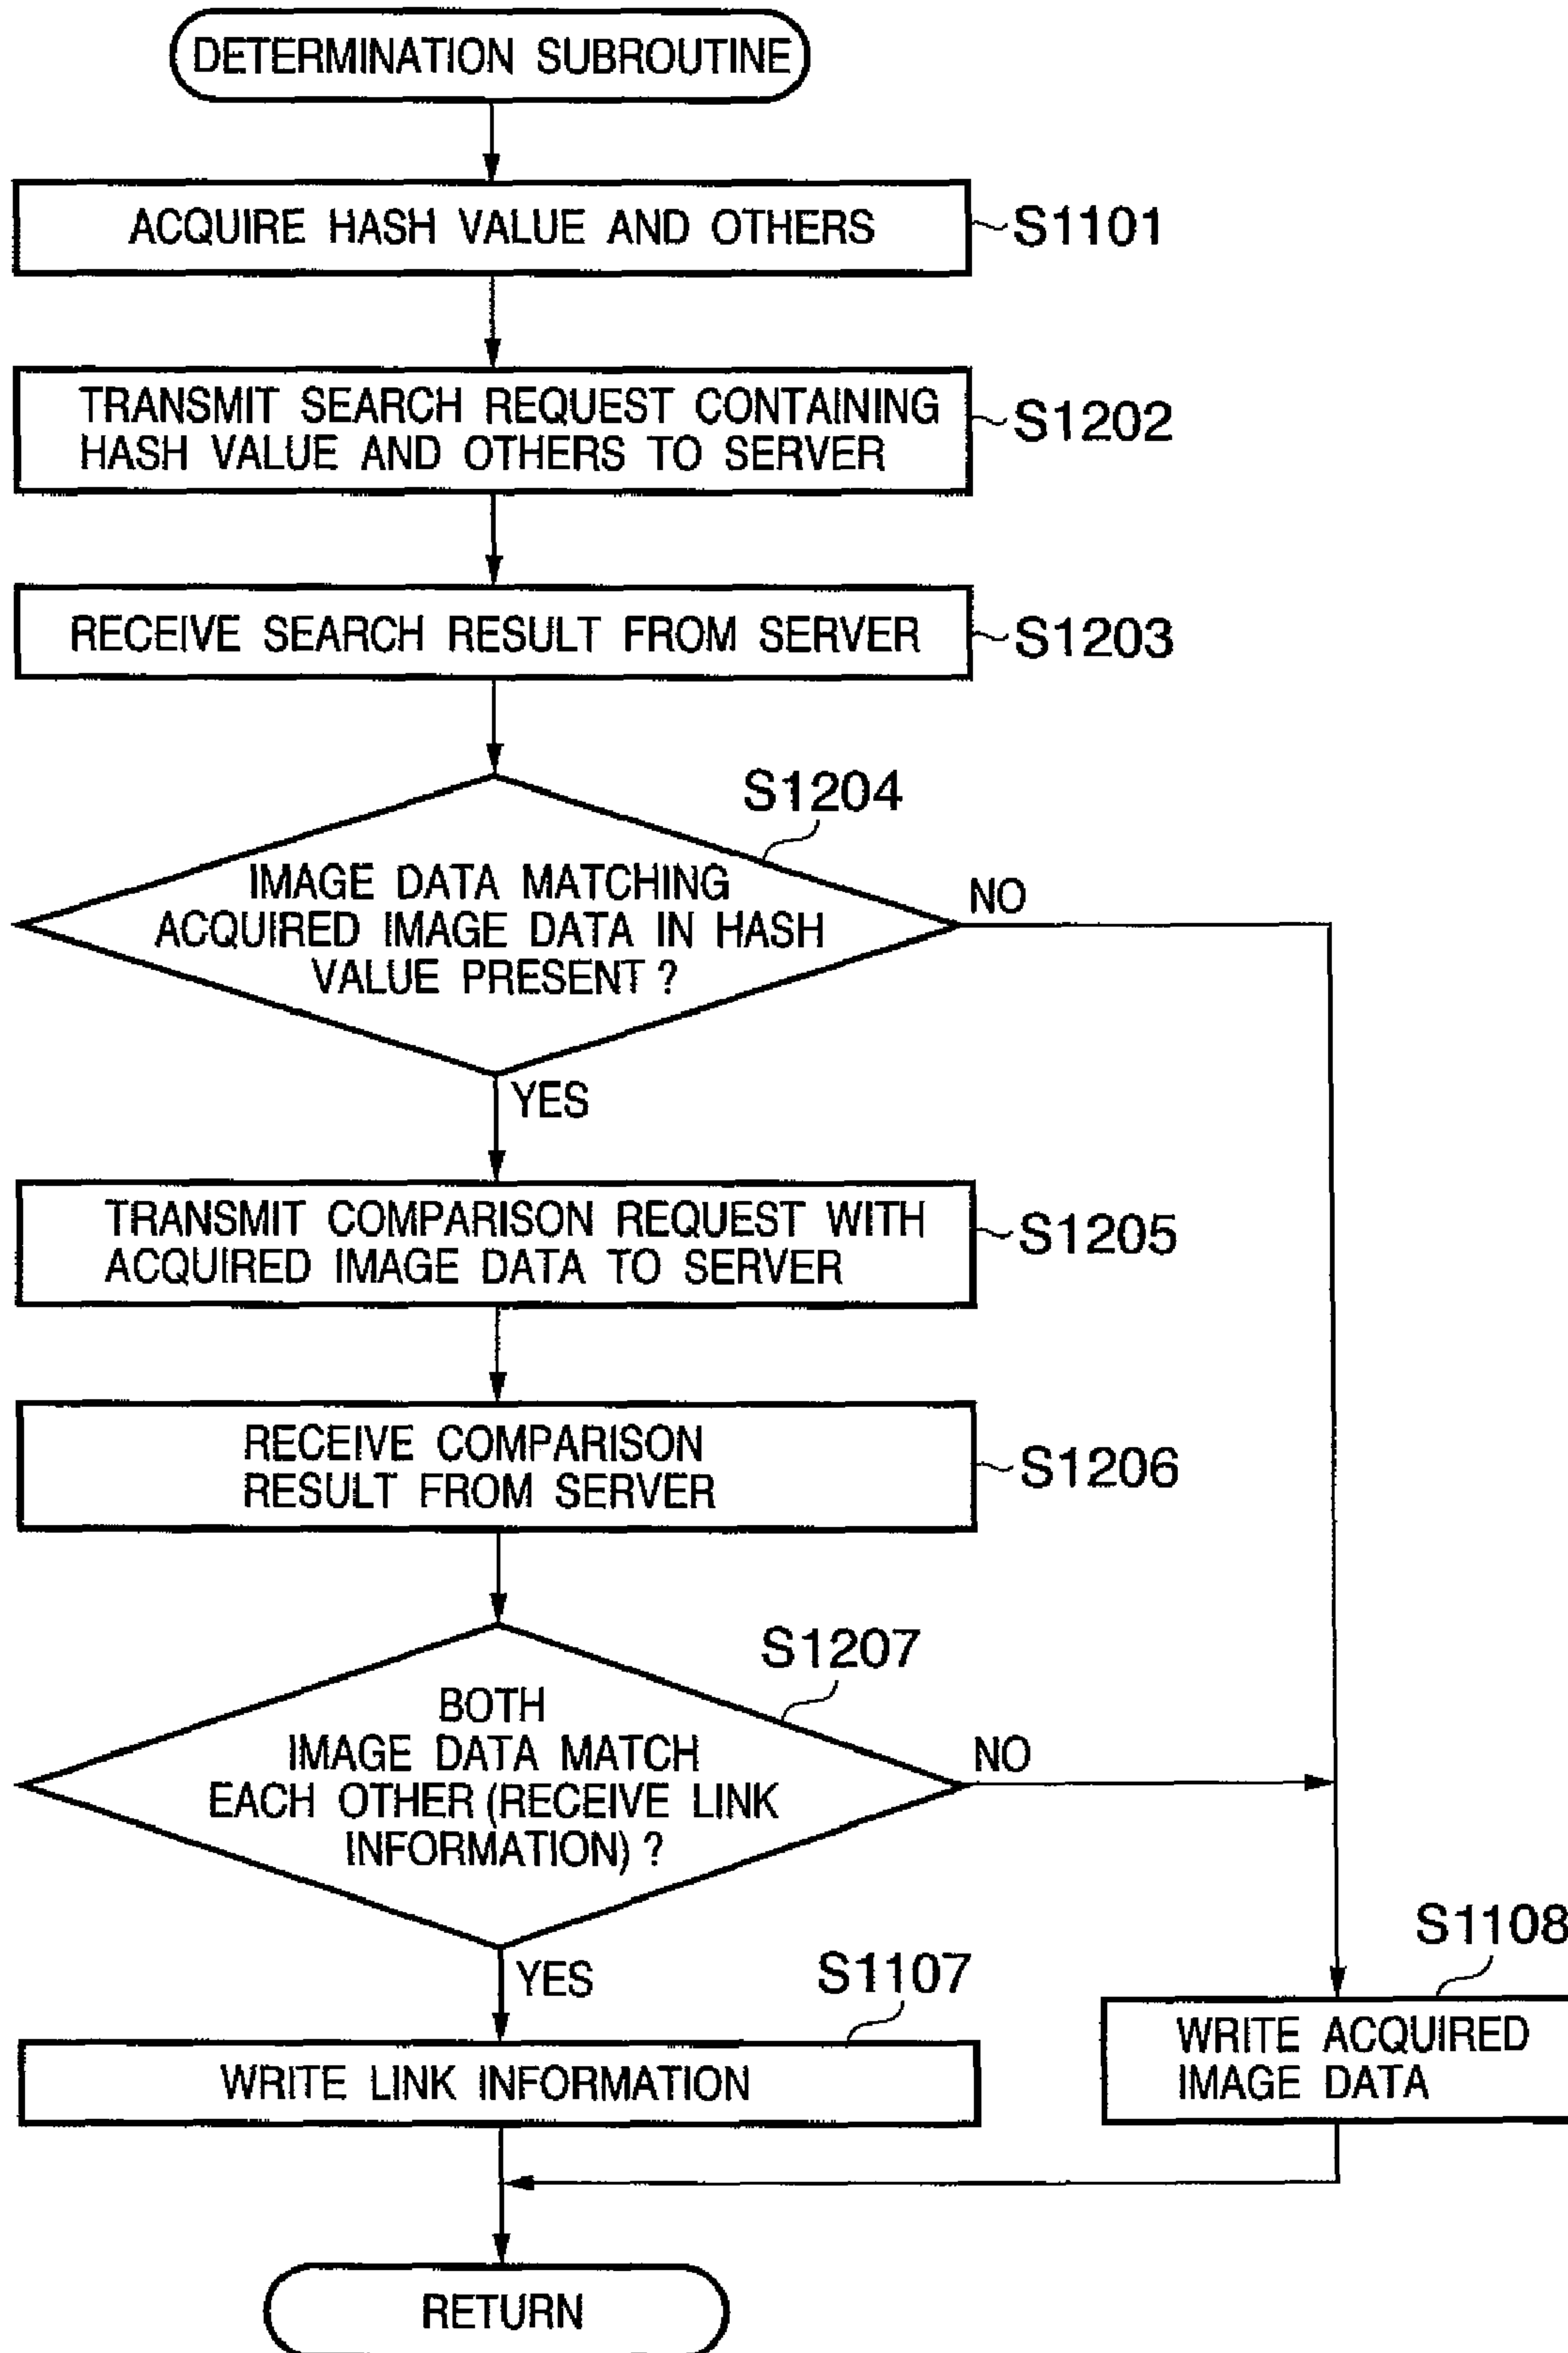 DETERMINATION SUBROUTINE
ACQUIRE HASH VALUE AND OTHERS
S1101
TRANSMIT SEARCH REQUEST CONTAINING
HASH VALUE AND OTHERS TO SERVER
S1202
RECEIVE SEARCH RESULT FROM SERVER
S1203
S1204
IMAGE DATA MATCHING
ACQUIRED IMAGE DATA IN HASH
VALUE PRESENT ?
NO
YES
TRANSMIT COMPARISON REQUEST WITH
ACQUIRED IMAGE DATA TO SERVER
S1205
RECEIVE COMPARISON
RESULT FROM SERVER
S1206
S1207
BOTH
IMAGE DATA MATCH
EACH OTHER (RECEIVE LINK
INFORMATION) ?
NO
YES
S1107
WRITE LINK INFORMATION
S1108
WRITE ACQUIRED
IMAGE DATA
RETURN